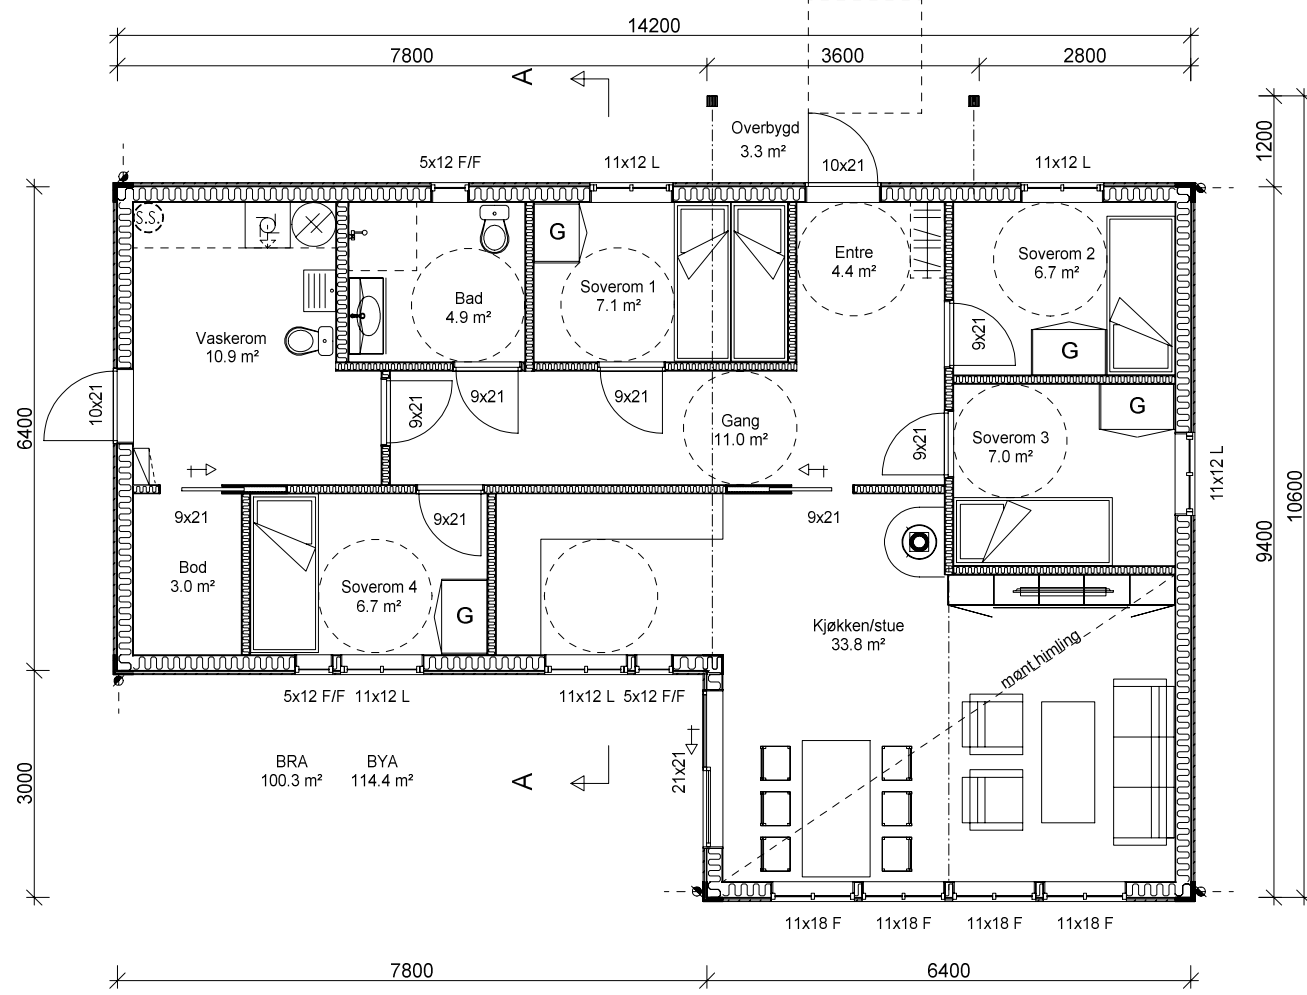 14200
7800
3600
2800
A
Overbygd
3.3 m²
1200
5x12 F/F
11x12 L
10x21
11x12 L
S.S.
G
Entre
4.4 m²
Soverom 2
6.7 m²
Soverom 1
7.1 m²
Bad
4.9 m²
Vaskerom
10.9 m²
9x21
G
10x21
9x21
9x21
9x21
Gang
11.0 m²
9x21
Soverom 3
7.0 m²
G
6400
11x12 L
10600
9400
9x21
9x21
9x21
Bod
3.0 m²
Soverom 4
6.7 m²
G
Kjøkken/stue
33.8 m²
mønt himling
5x12 F/F
11x12 L
11x12 L
5x12 F/F
BRA
100.3 m²
BYA
114.4 m²
A
21x21
3000
11x18 F
11x18 F
11x18 F
11x18 F
7800
6400